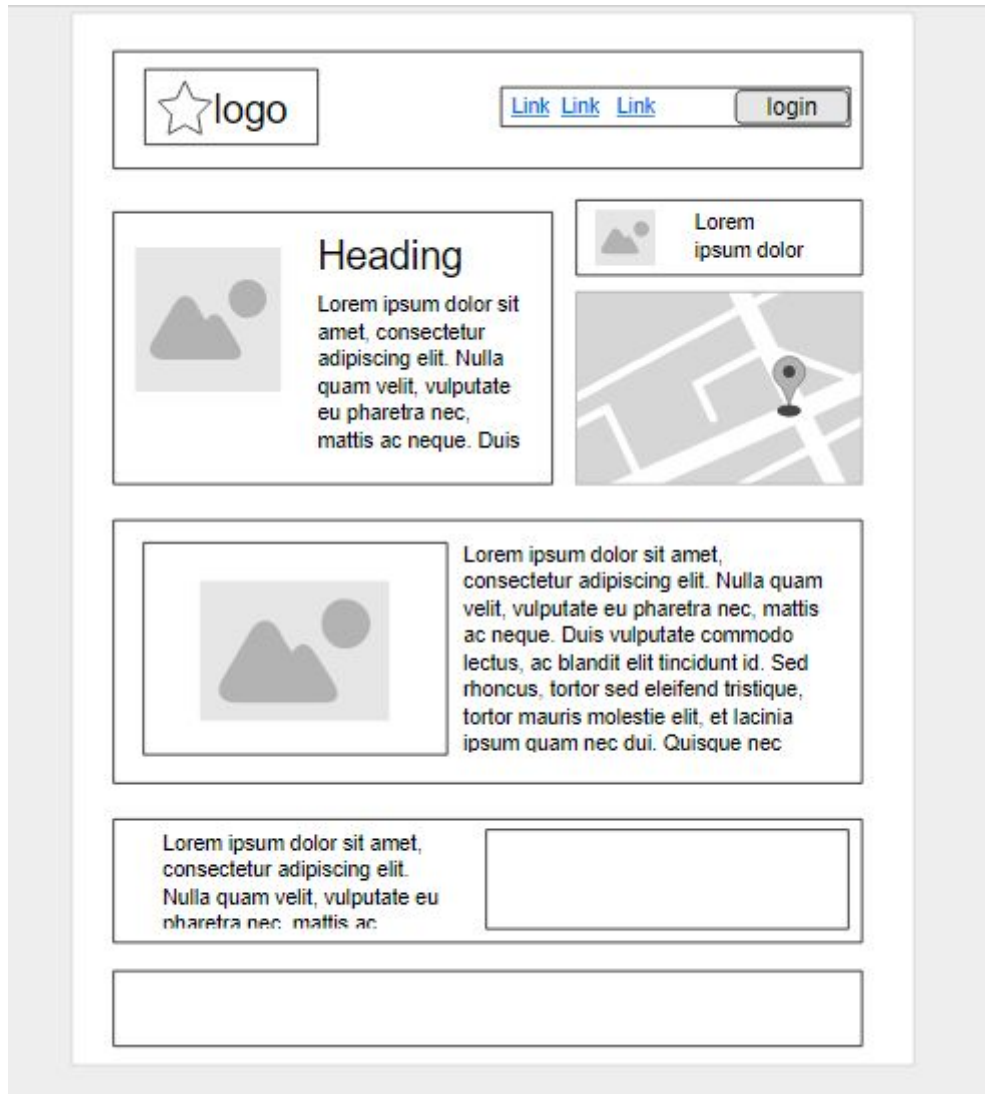 logo
Link Link Link
login
Heading
Lorem ipsum dolor sit
amet, consectetur
adipiscing elit. Nulla
quam velit, vulputate
eu pharetra nec,
mattis ac neque. Duis
Lorem
ipsum dolor
Lorem ipsum dolor sit amet,
consectetur adipiscing elit. Nulla quam
velit, vulputate eu pharetra nec, mattis
ac neque. Duis vulputate commodo
lectus, ac blandit elit tincidunt id. Sed
rhoncus, tortor sed eleifend tristique,
tortor mauris molestie elit, et lacinia
ipsum quam nec dui. Quisque nec
Lorem ipsum dolor sit amet,
consectetur adipiscing elit.
Nulla quam velit, vulputate eu
pharetra nec, mattis ac